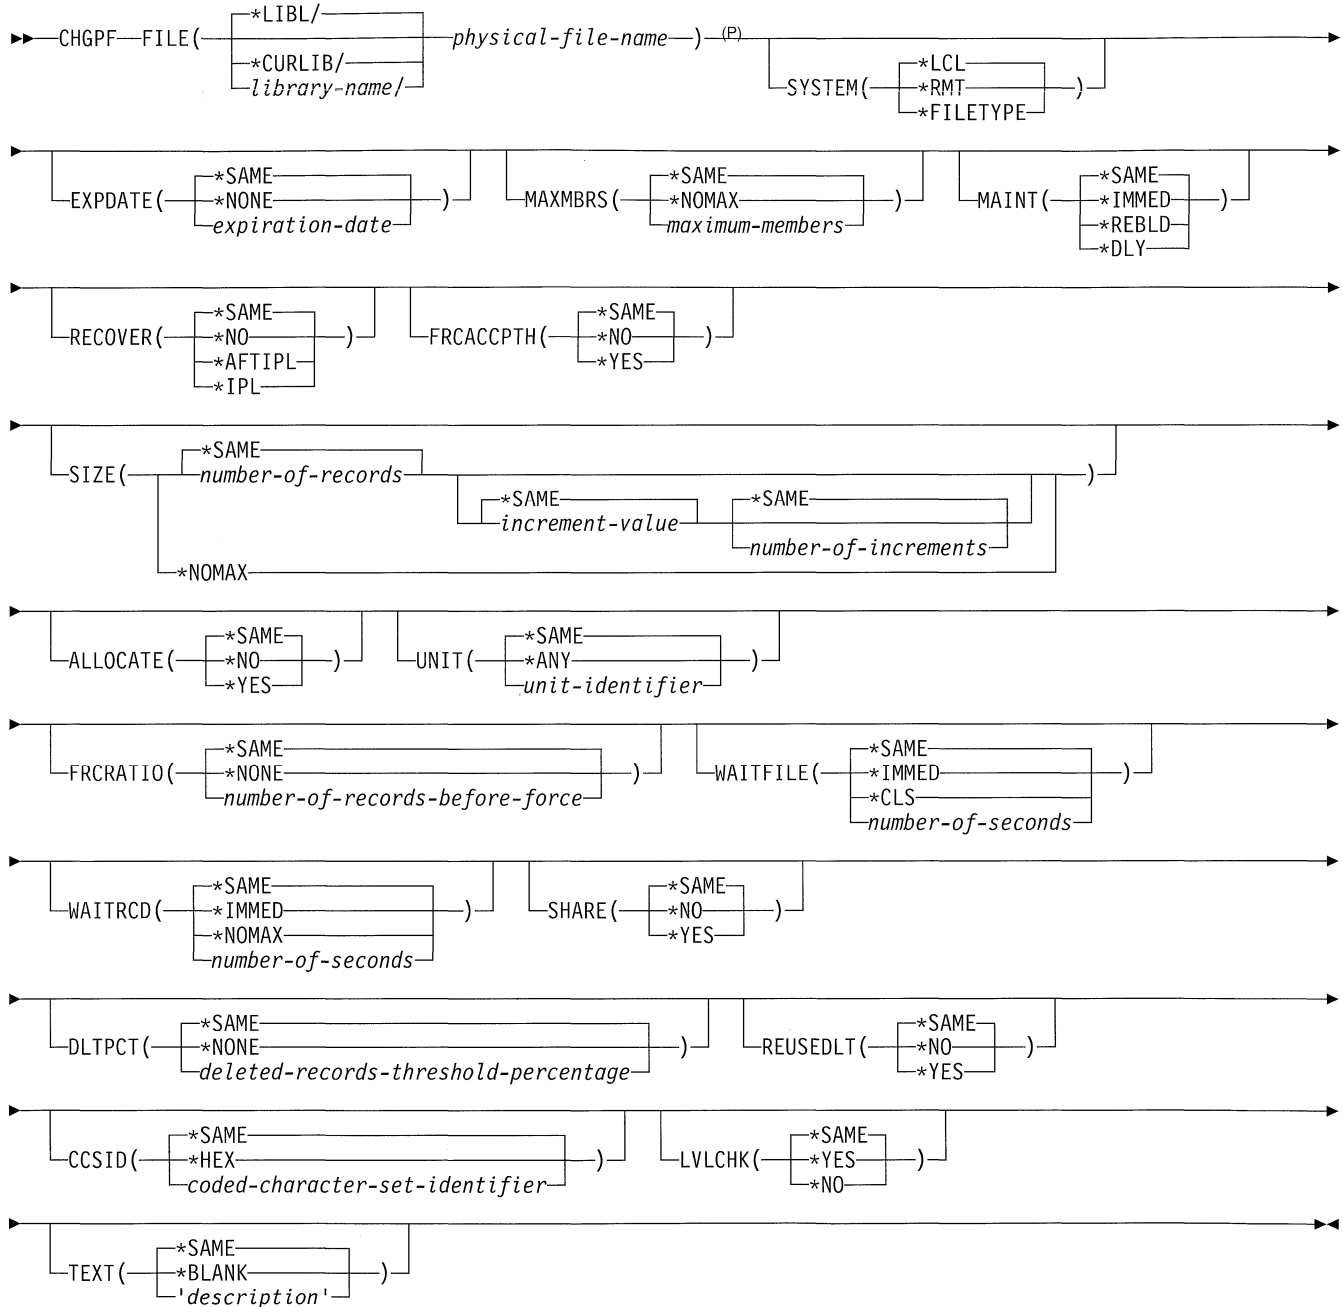 *LIBL/
CHGPF FILE( physical-file-name ) (P)
*CURLIB/ *LCL
library-name/ SYSTEM( *RMT )
*FILETYPE
*SAME *SAME *SAME
EXPDATE( *NONE ) MAXMBRS( *NOMAX ) MAINT( *IMMED )
expiration-date maximum-members *REBLD
*DLY
*SAME *SAME
RECOVER( *NO ) FRCACCPTH( *NO )
*AFTIPL *YES
*IPL
*SAME
SIZE( number-of-records )
*SAME *SAME
increment-value
number-of-increments
*NOMAX
*SAME *SAME
ALLOCATE( *NO ) UNIT( *ANY )
*YES unit-identifier
*SAME *SAME
FRCRATIO( *NONE ) WAITFILE( *IMMED )
number-of-records-before-force *CLS
number-of-seconds
*SAME *SAME
WAITRCD( *IMMED ) SHARE( *NO )
*NOMAX *YES
number-of-seconds
*SAME *SAME
DLTPCT( *NONE ) REUSEDLT( *NO )
deleted-records-threshold-percentage *YES
*SAME *SAME
CCSID( *HEX ) LVLCHK( *YES )
coded-character-set-identifier *NO
*SAME
TEXT( *BLANK )
'description'